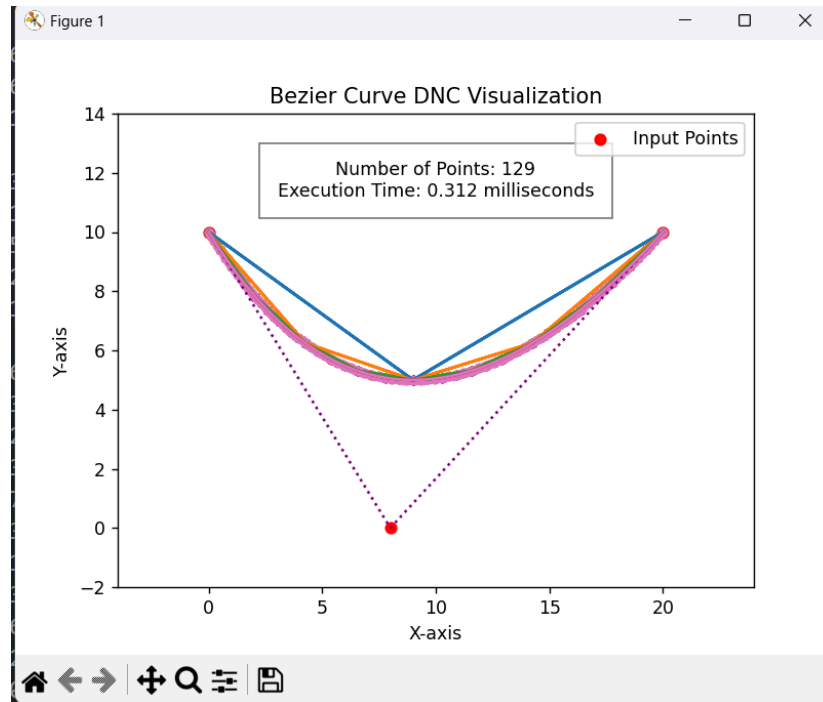 Figure 1
Bezier Curve DNC Visualization
Input Points
Number of Points: 129
Execution Time: 0.312 milliseconds
Y-axis
14
12
10
8
6
4
2
0
−2
0 5 10 15 20
X-axis